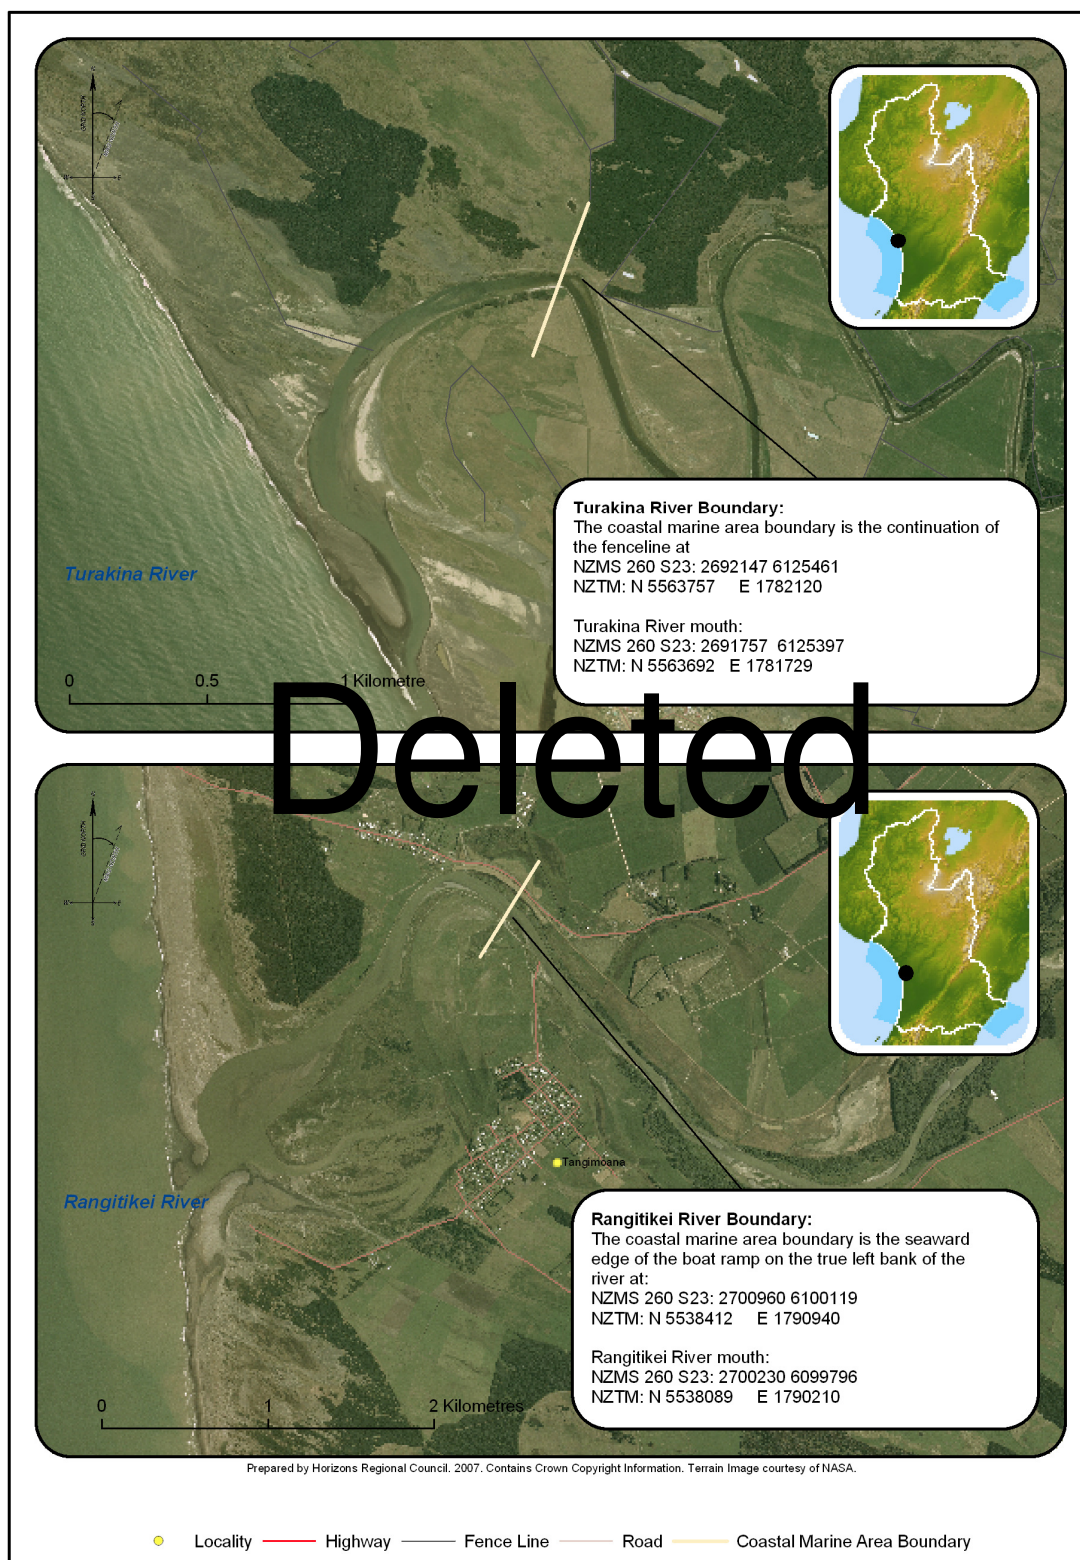 GRID NORTH
N
W
E
S
Turakina River Boundary:
The coastal marine area boundary is the continuation of
the fenceline at
NZMS 260 S23: 2692147 6125461
NZTM: N 5563757 E 1782120
Turakina River mouth:
NZMS 260 S23: 2691757 6125397
NZTM: N 5563692 E 1781729
Turakina River
0 0.5 1 Kilometre
Deleted
GRID NORTH
N
W
E
S
Tangimoana
Rangitikei River
Rangitikei River Boundary:
The coastal marine area boundary is the seaward
edge of the boat ramp on the true left bank of the
river at:
NZMS 260 S23: 2700960 6100119
NZTM: N 5538412 E 1790940
Rangitikei River mouth:
NZMS 260 S23: 2700230 6099796
NZTM: N 5538089 E 1790210
0 1 2 Kilometres
Prepared by Horizons Regional Council. 2007. Contains Crown Copyright Information. Terrain Image courtesy of NASA.
Locality Highway Fence Line Road Coastal Marine Area Boundary